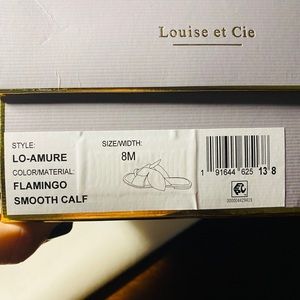 Louise et Cie
STYLE:
LO-AMURE
COLOR/MATERIAL:
FLAMINGO
SMOOTH CALF
SIZE/WIDTH:
8M
1 91644 625 13 8